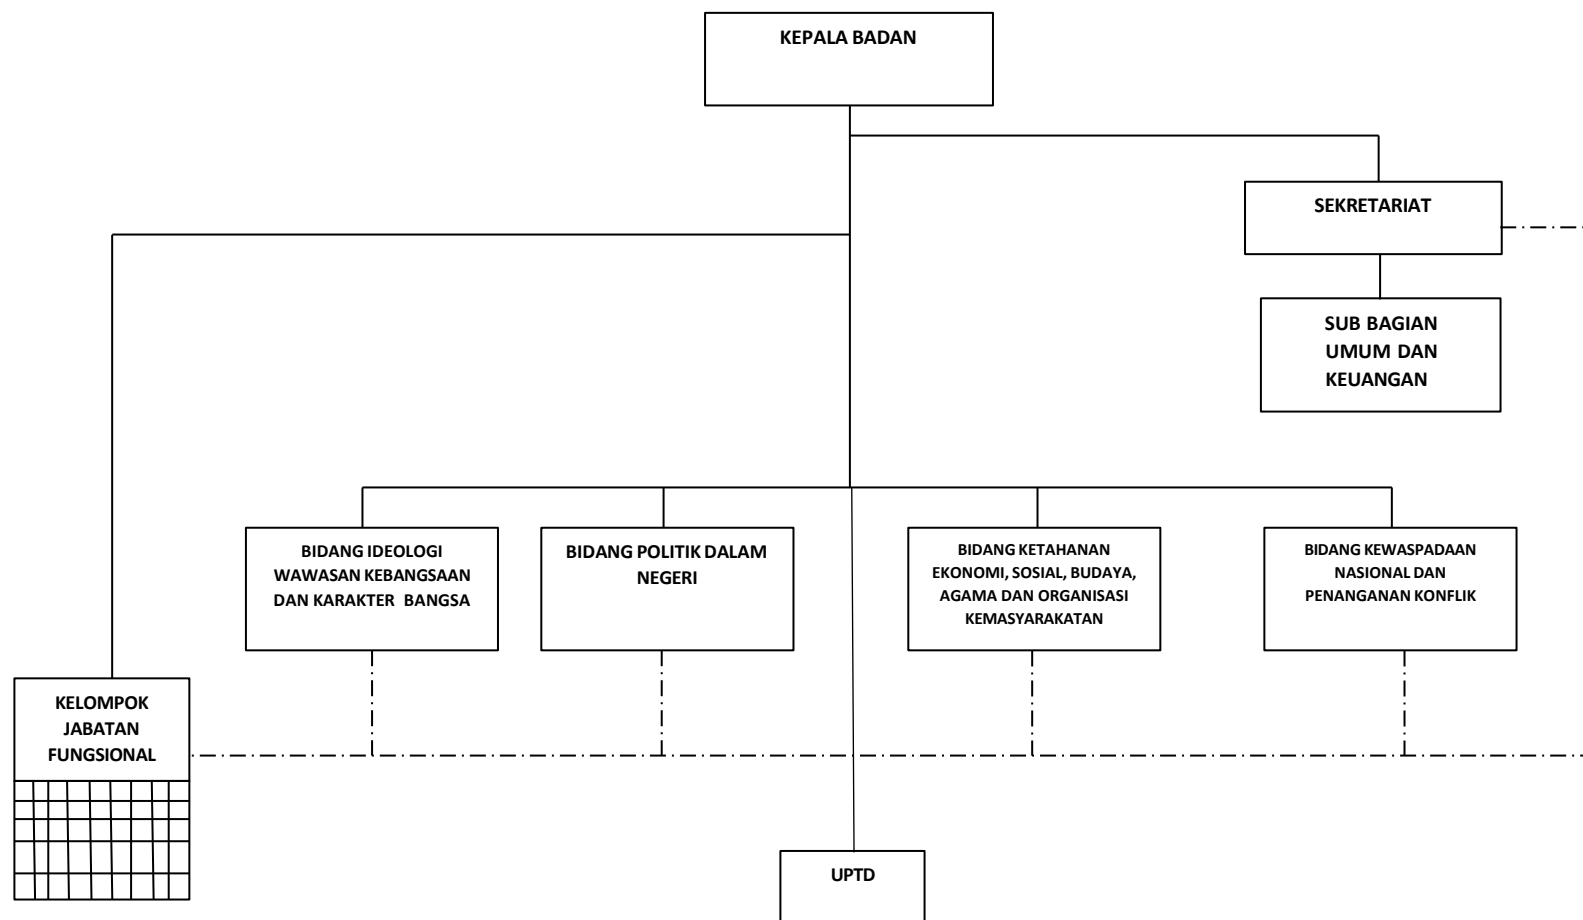 KEPALA BADAN
SEKRETARIAT
SUB BAGIAN
UMUM DAN
KEUANGAN
BIDANG IDEOLOGI
WAWASAN KEBANGSAAN
DAN KARAKTER BANGSA
BIDANG POLITIK DALAM
NEGERI
BIDANG KETAHANAN
EKONOMI, SOSIAL, BUDAYA,
AGAMA DAN ORGANISASI
KEMASYARAKATAN
BIDANG KEWASPADAAN
NASIONAL DAN
PENANGANAN KONFLIK
KELOMPOK
JABATAN
FUNGSIONAL
UPTD